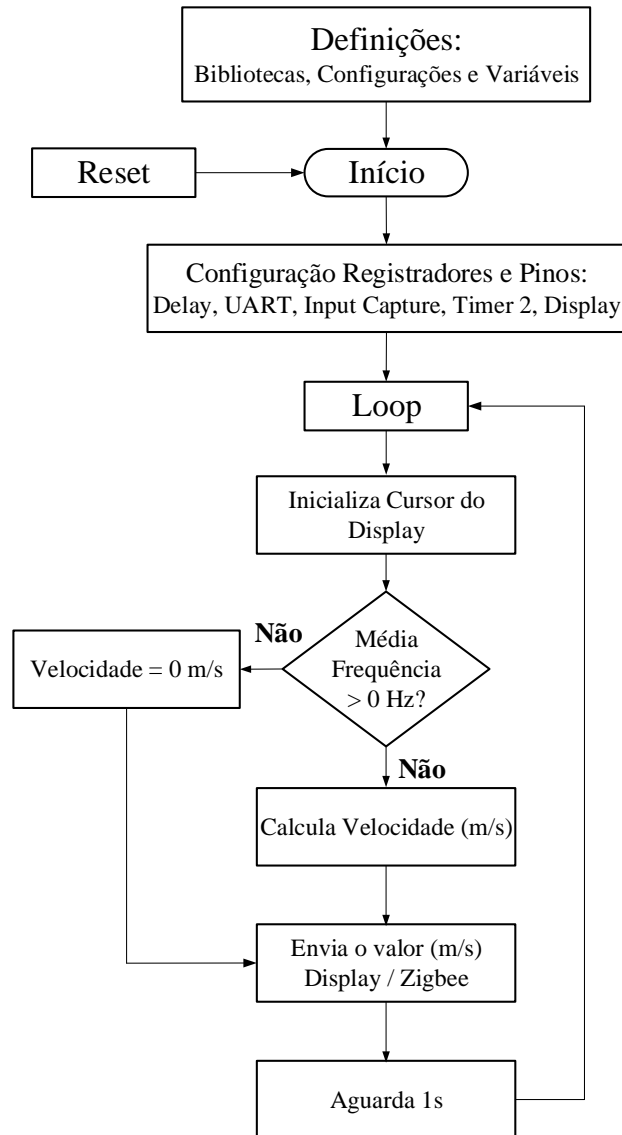 Definições:
Bibliotecas, Configurações e Variáveis
Reset
Início
Configuração Registradores e Pinos:
Delay, UART, Input Capture, Timer 2, Display
Loop
Inicializa Cursor do
Display
Não
Velocidade = 0 m/s
Média
Frequência
> 0 Hz?
Não
Calcula Velocidade (m/s)
Envia o valor (m/s)
Display / Zigbee
Aguarda 1s